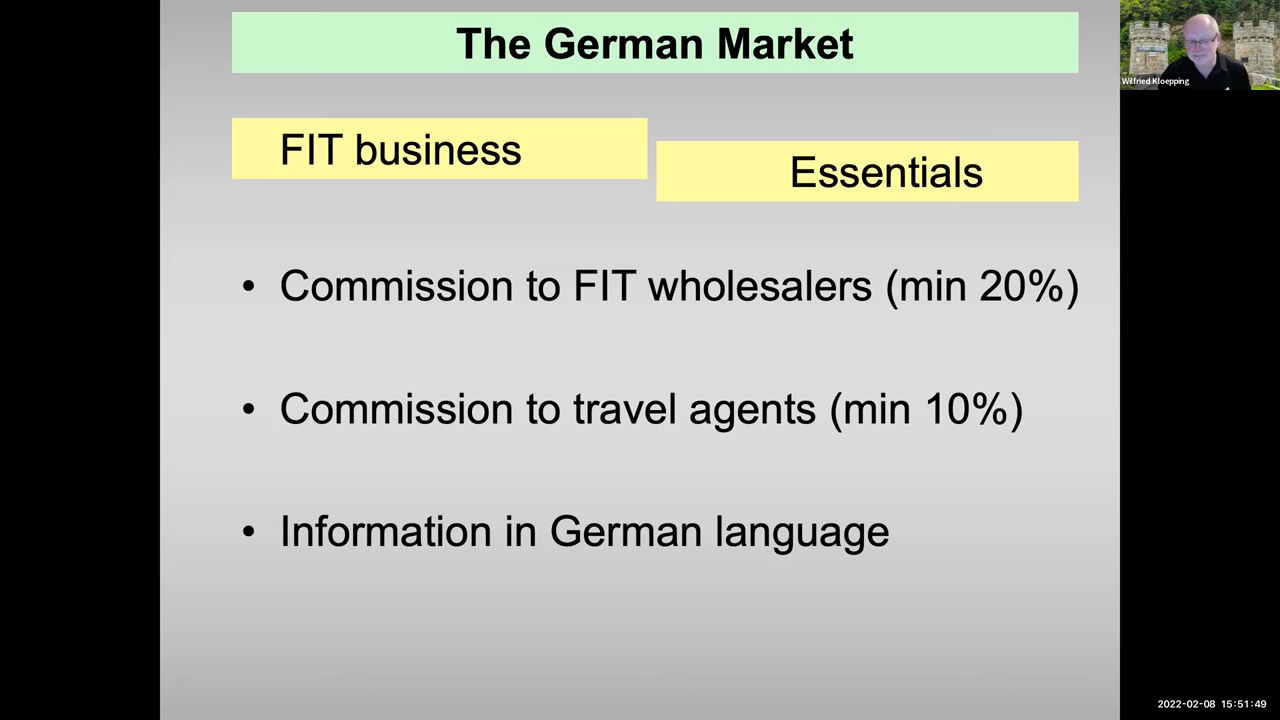 The German Market
Wilfried Kloepping
FIT business
Essentials
• Commission to FIT wholesalers (min 20%)
• Commission to travel agents (min 10%)
• Information in German language
2022-02-08 15:51:49